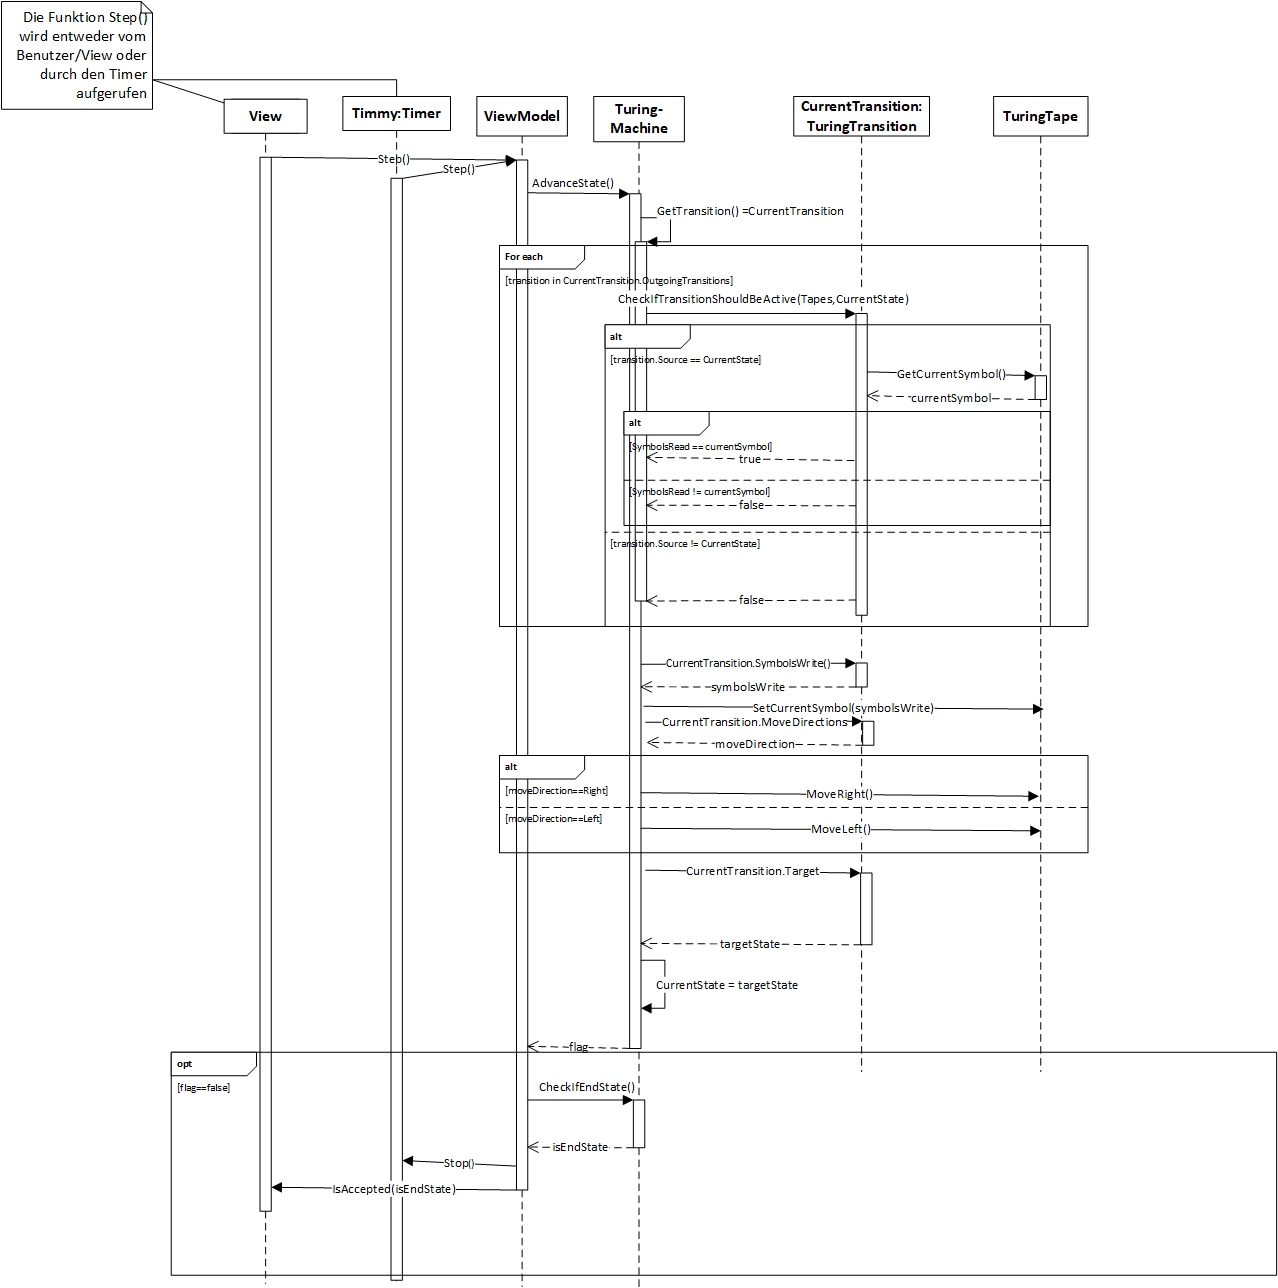 Die Funktion Step()
wird entweder vom
Benutzer/View oder
durch den Timer
aufgerufen
View
Timmy:Timer
ViewModel
Turing-
Machine
CurrentTransition:
TuringTransition
TuringTape
Step()
Step()
AdvanceState()
GetTransition() =CurrentTransition
For each
[transition in CurrentTransition.OutgoingTransitions]
CheckIfTransitionShouldBeActive(Tapes,CurrentState)
alt
[transition.Source == CurrentState]
GetCurrentSymbol()
currentSymbol
alt
[SymbolsRead == currentSymbol]
true
[SymbolsRead != currentSymbol]
false
[transition.Source != CurrentState]
false
CurrentTransition.SymbolsWrite()
symbolsWrite
SetCurrentSymbol(symbolsWrite)
CurrentTransition.MoveDirections
moveDirection
alt
[moveDirection==Right]
MoveRight()
[moveDirection==Left]
MoveLeft()
CurrentTransition.Target
targetState
CurrentState = targetState
flag
opt
[flag==false]
CheckIfEndState()
isEndState
Stop()
IsAccepted(isEndState)